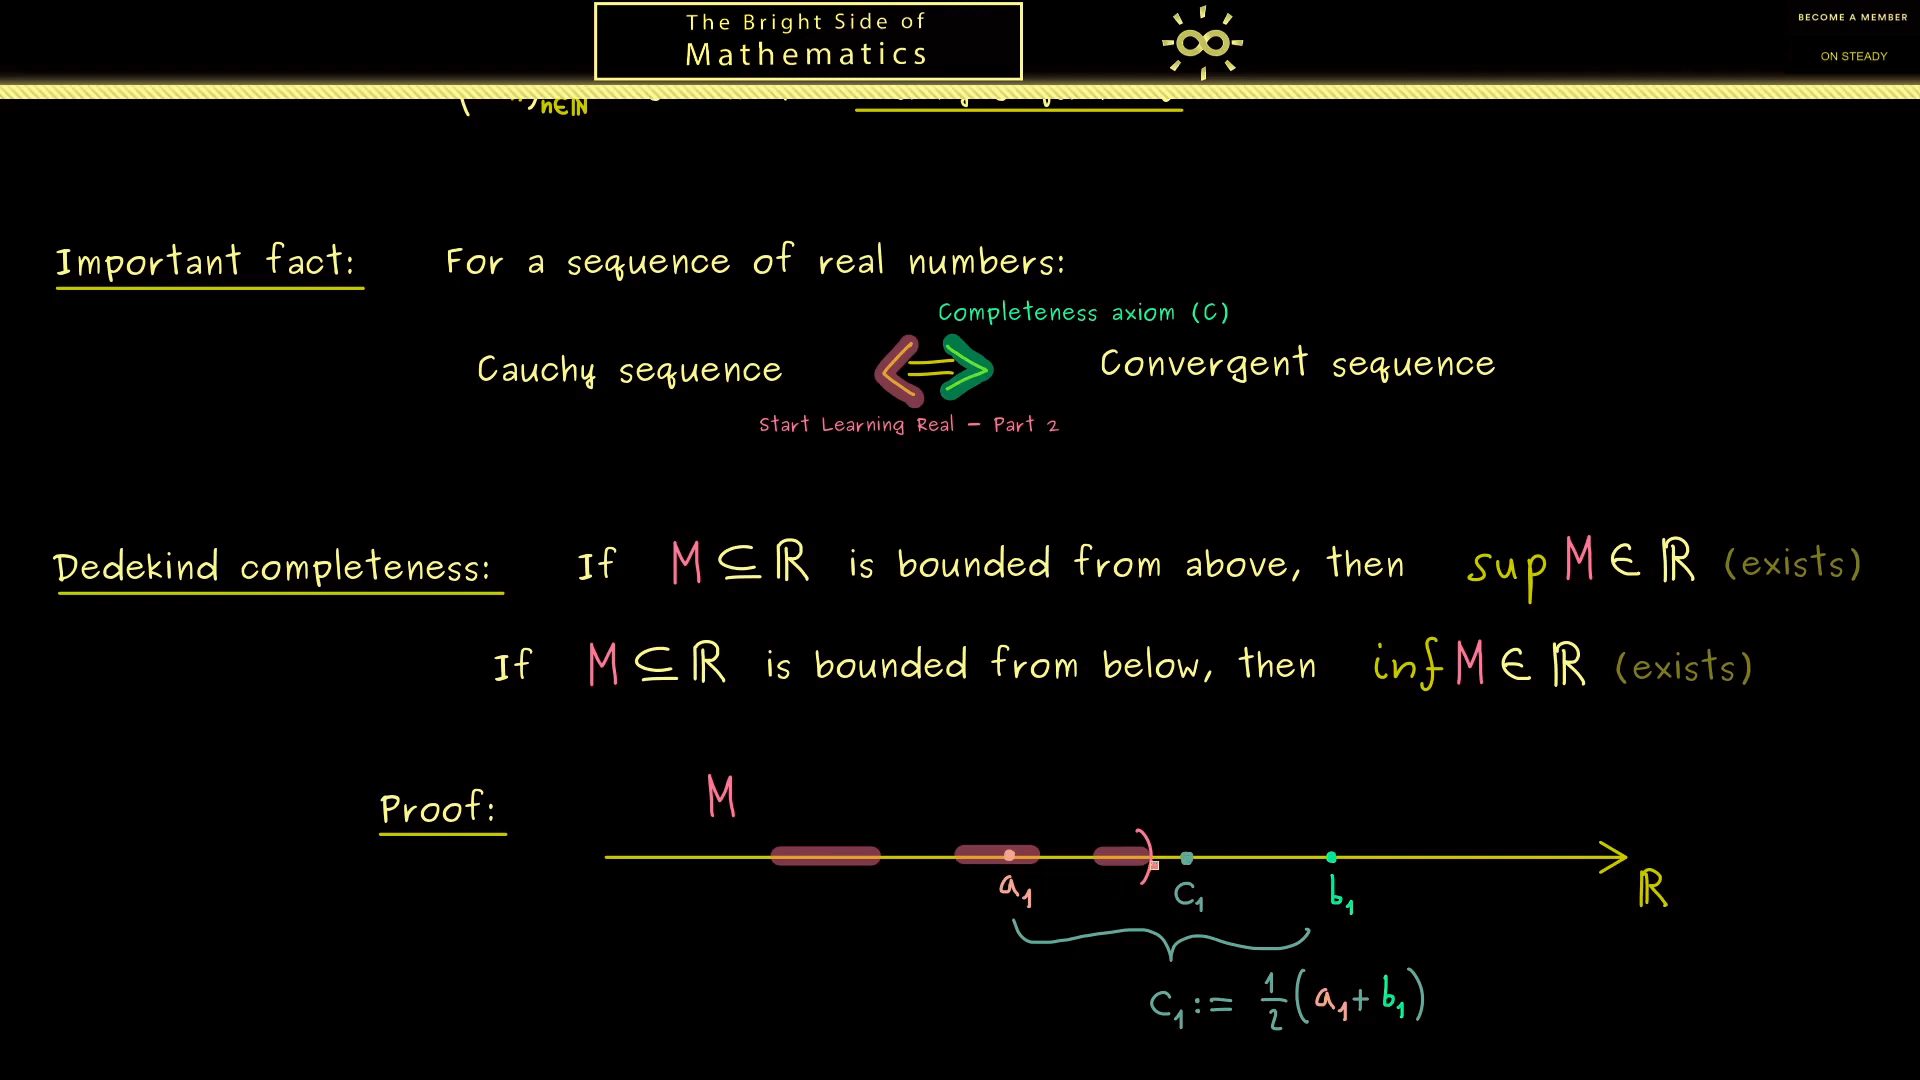 The Bright Side of
Mathematics
BECOME A MEMBER
ON STEADY
n∈ℕ
Important fact: For a sequence of real numbers:
Completeness axiom (C)
Cauchy sequence ⟺ Convergent sequence
Start Learning Real – Part 2
Dedekind completeness: If M ⊆ ℝ is bounded from above, then sup M ∈ ℝ (exists)
If M ⊆ ℝ is bounded from below, then inf M ∈ ℝ (exists)
M
Proof:
a₁ c₁ b₁ ℝ
c₁ := 1/2 (a₁ + b₁)